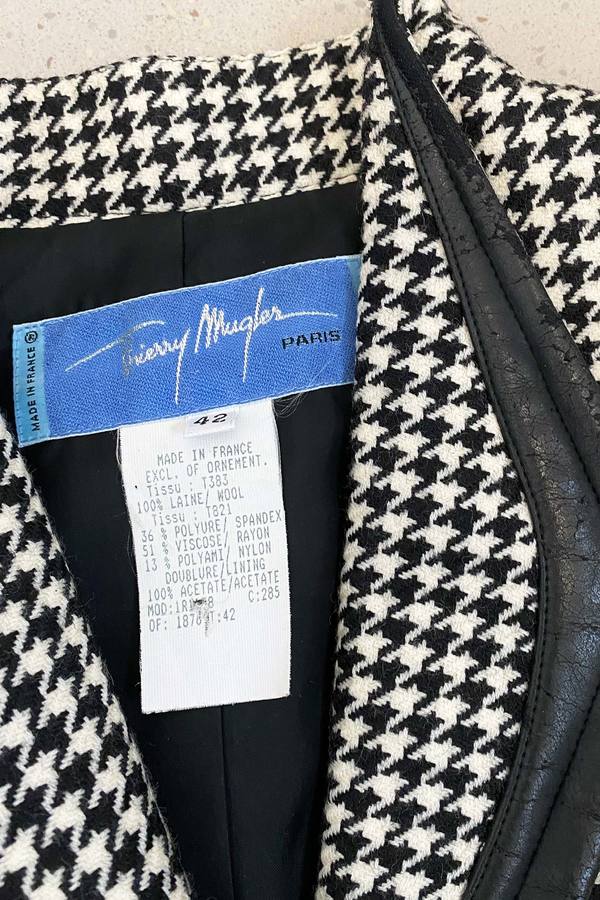 Thierry Mugler
PARIS
MADE IN FRANCE ®
42
MADE IN FRANCE
EXCL. OF ORNEMENT.
Tissu : T383
100% LAINE/ WOOL
Tissu : T821
36 % POLYURE/ SPANDEX
51 % VISCOSE/ RAYON
13 % POLYAMI/ NYLON
DOUBLURE/LINING
100% ACETATE/ACETATE
C:285
OF: